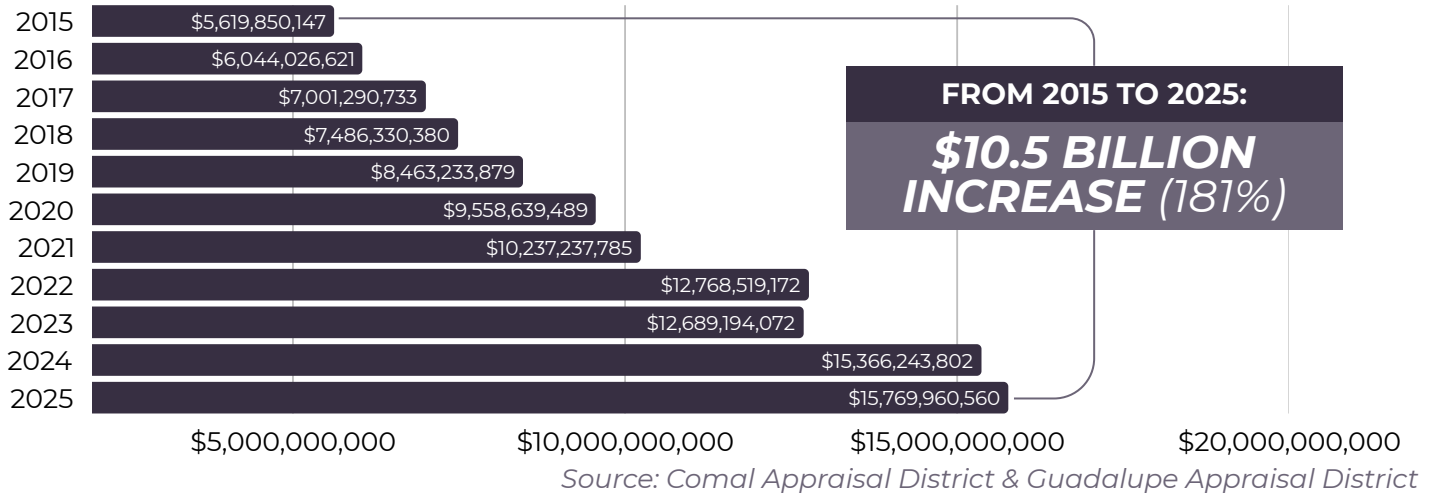 2015 $5,619,850,147
2016 $6,044,026,621
2017 $7,001,290,733
2018 $7,486,330,380
2019 $8,463,233,879
2020 $9,558,639,489
2021 $10,237,237,785
2022 $12,768,519,172
2023 $12,689,194,072
2024 $15,366,243,802
2025 $15,769,960,560
FROM 2015 TO 2025:
$10.5 BILLION
INCREASE (181%)
$5,000,000,000 $10,000,000,000 $15,000,000,000 $20,000,000,000
Source: Comal Appraisal District & Guadalupe Appraisal District